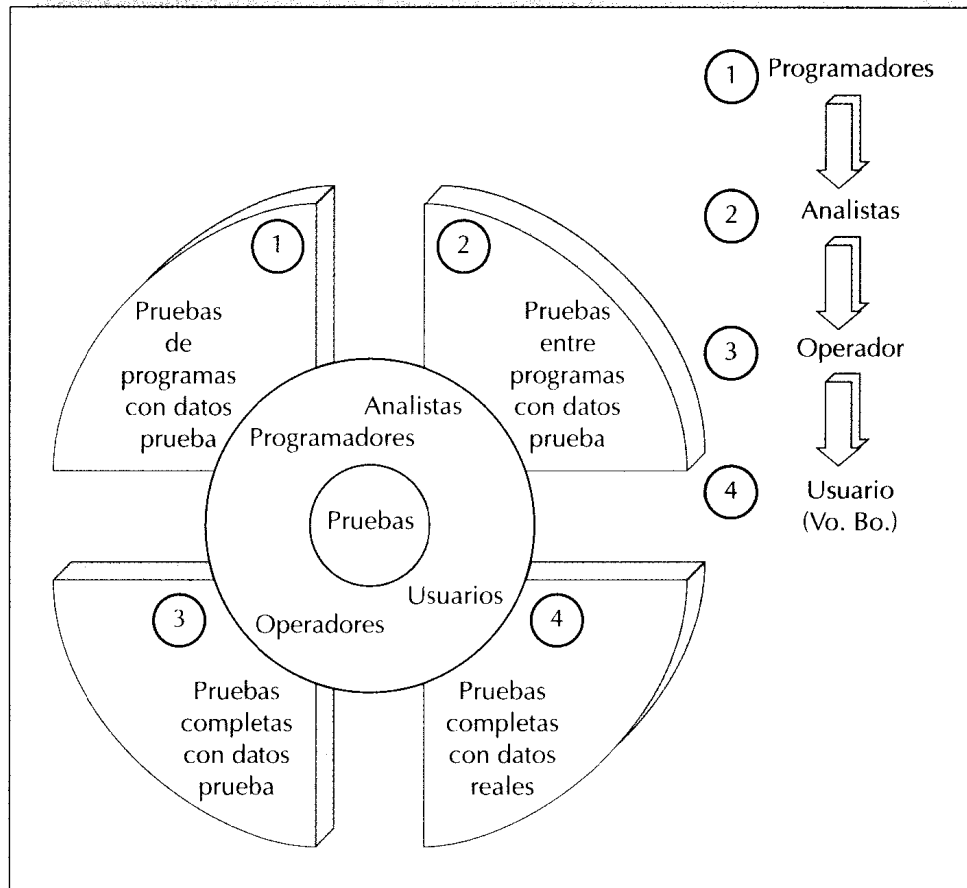 1
Programadores
2
Analistas
3
Operador
4
Usuario
(Vo. Bo.)
1
Pruebas
de
programas
con datos
prueba
2
Pruebas
entre
programas
con datos
prueba
Analistas
Programadores
Pruebas
Usuarios
Operadores
3
Pruebas
completas
con datos
prueba
4
Pruebas
completas
con datos
reales